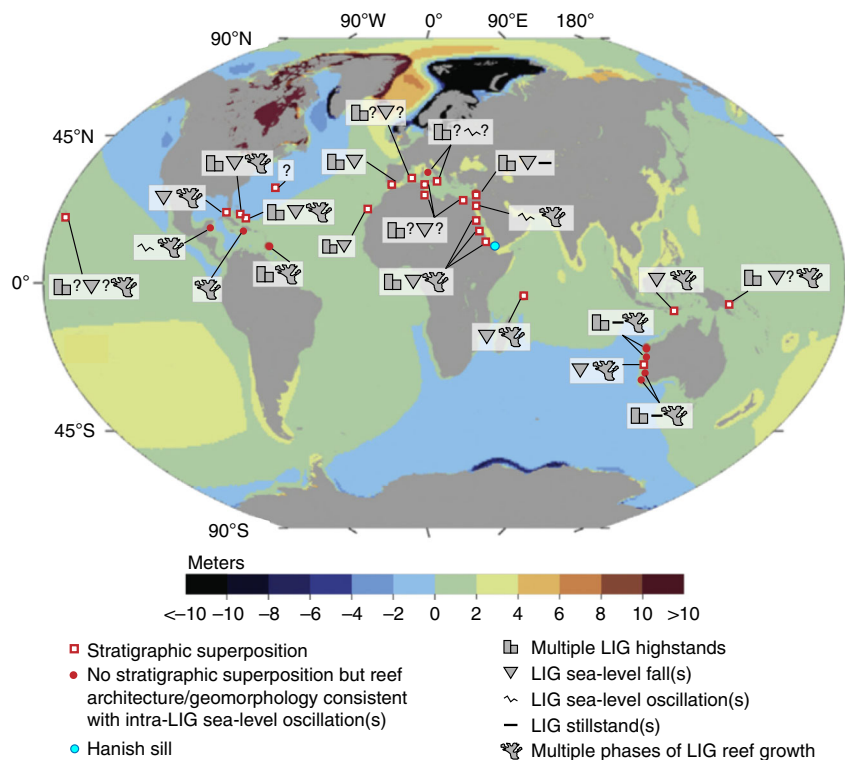 90°W 0° 90°E 180°
90°N
45°N
0°
45°S
90°S
? ?
? ?
?
? ?
? ?
?
Meters
<–10 –10 –8 –6 –4 –2 0 2 4 6 8 10 >10
Stratigraphic superposition
No stratigraphic superposition but reef
architecture/geomorphology consistent
with intra-LIG sea-level oscillation(s)
Hanish sill
Multiple LIG highstands
LIG sea-level fall(s)
LIG sea-level oscillation(s)
LIG stillstand(s)
Multiple phases of LIG reef growth